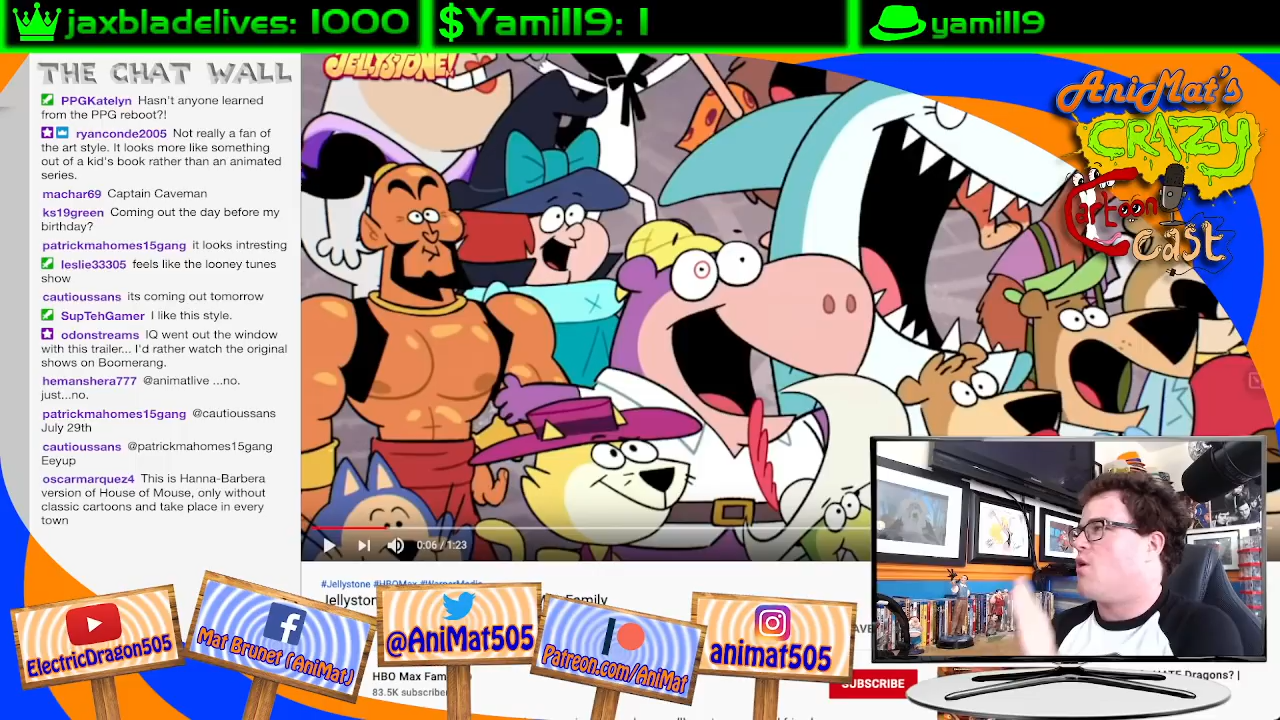 jaxbladelives: 1000
$Yamill9: 1
yamill9
THE CHAT WALL
PPGKatelyn Hasn't anyone learned
from the PPG reboot?!
ryanconde2005 Not really a fan of
the art style. It looks more like something
out of a kid's book rather than an animated
series.
machar69 Captain Caveman
ks19green Coming out the day before my
birthday?
patrickmahomes15gang it looks intresting
leslie33305 feels like the looney tunes
show
cautioussans its coming out tomorrow
SupTehGamer I like this style.
odonstreams IQ went out the window
with this trailer... I'd rather watch the original
shows on Boomerang.
hemanshera777 @animatlive ...no.
just...no.
patrickmahomes15gang @cautioussans
July 29th
cautioussans @patrickmahomes15gang
Eeyup
oscarmarquez4 This is Hanna-Barbera
version of House of Mouse, only without
classic cartoons and take place in every
town
JELLYSTONE!
AniMat's
CRAZY
Cartoon
Cast
0:06 / 1:23
#Jellystone #HBOMax #WarnerMedia
Jellyston
Family
HBO Max Fam
83.5K subscribe
SUBSCRIBE
Dragons? |
ElectricDragon505
Mat Brunet (AniMat)
@AniMat505
Patreon.com/AniMat
animat505